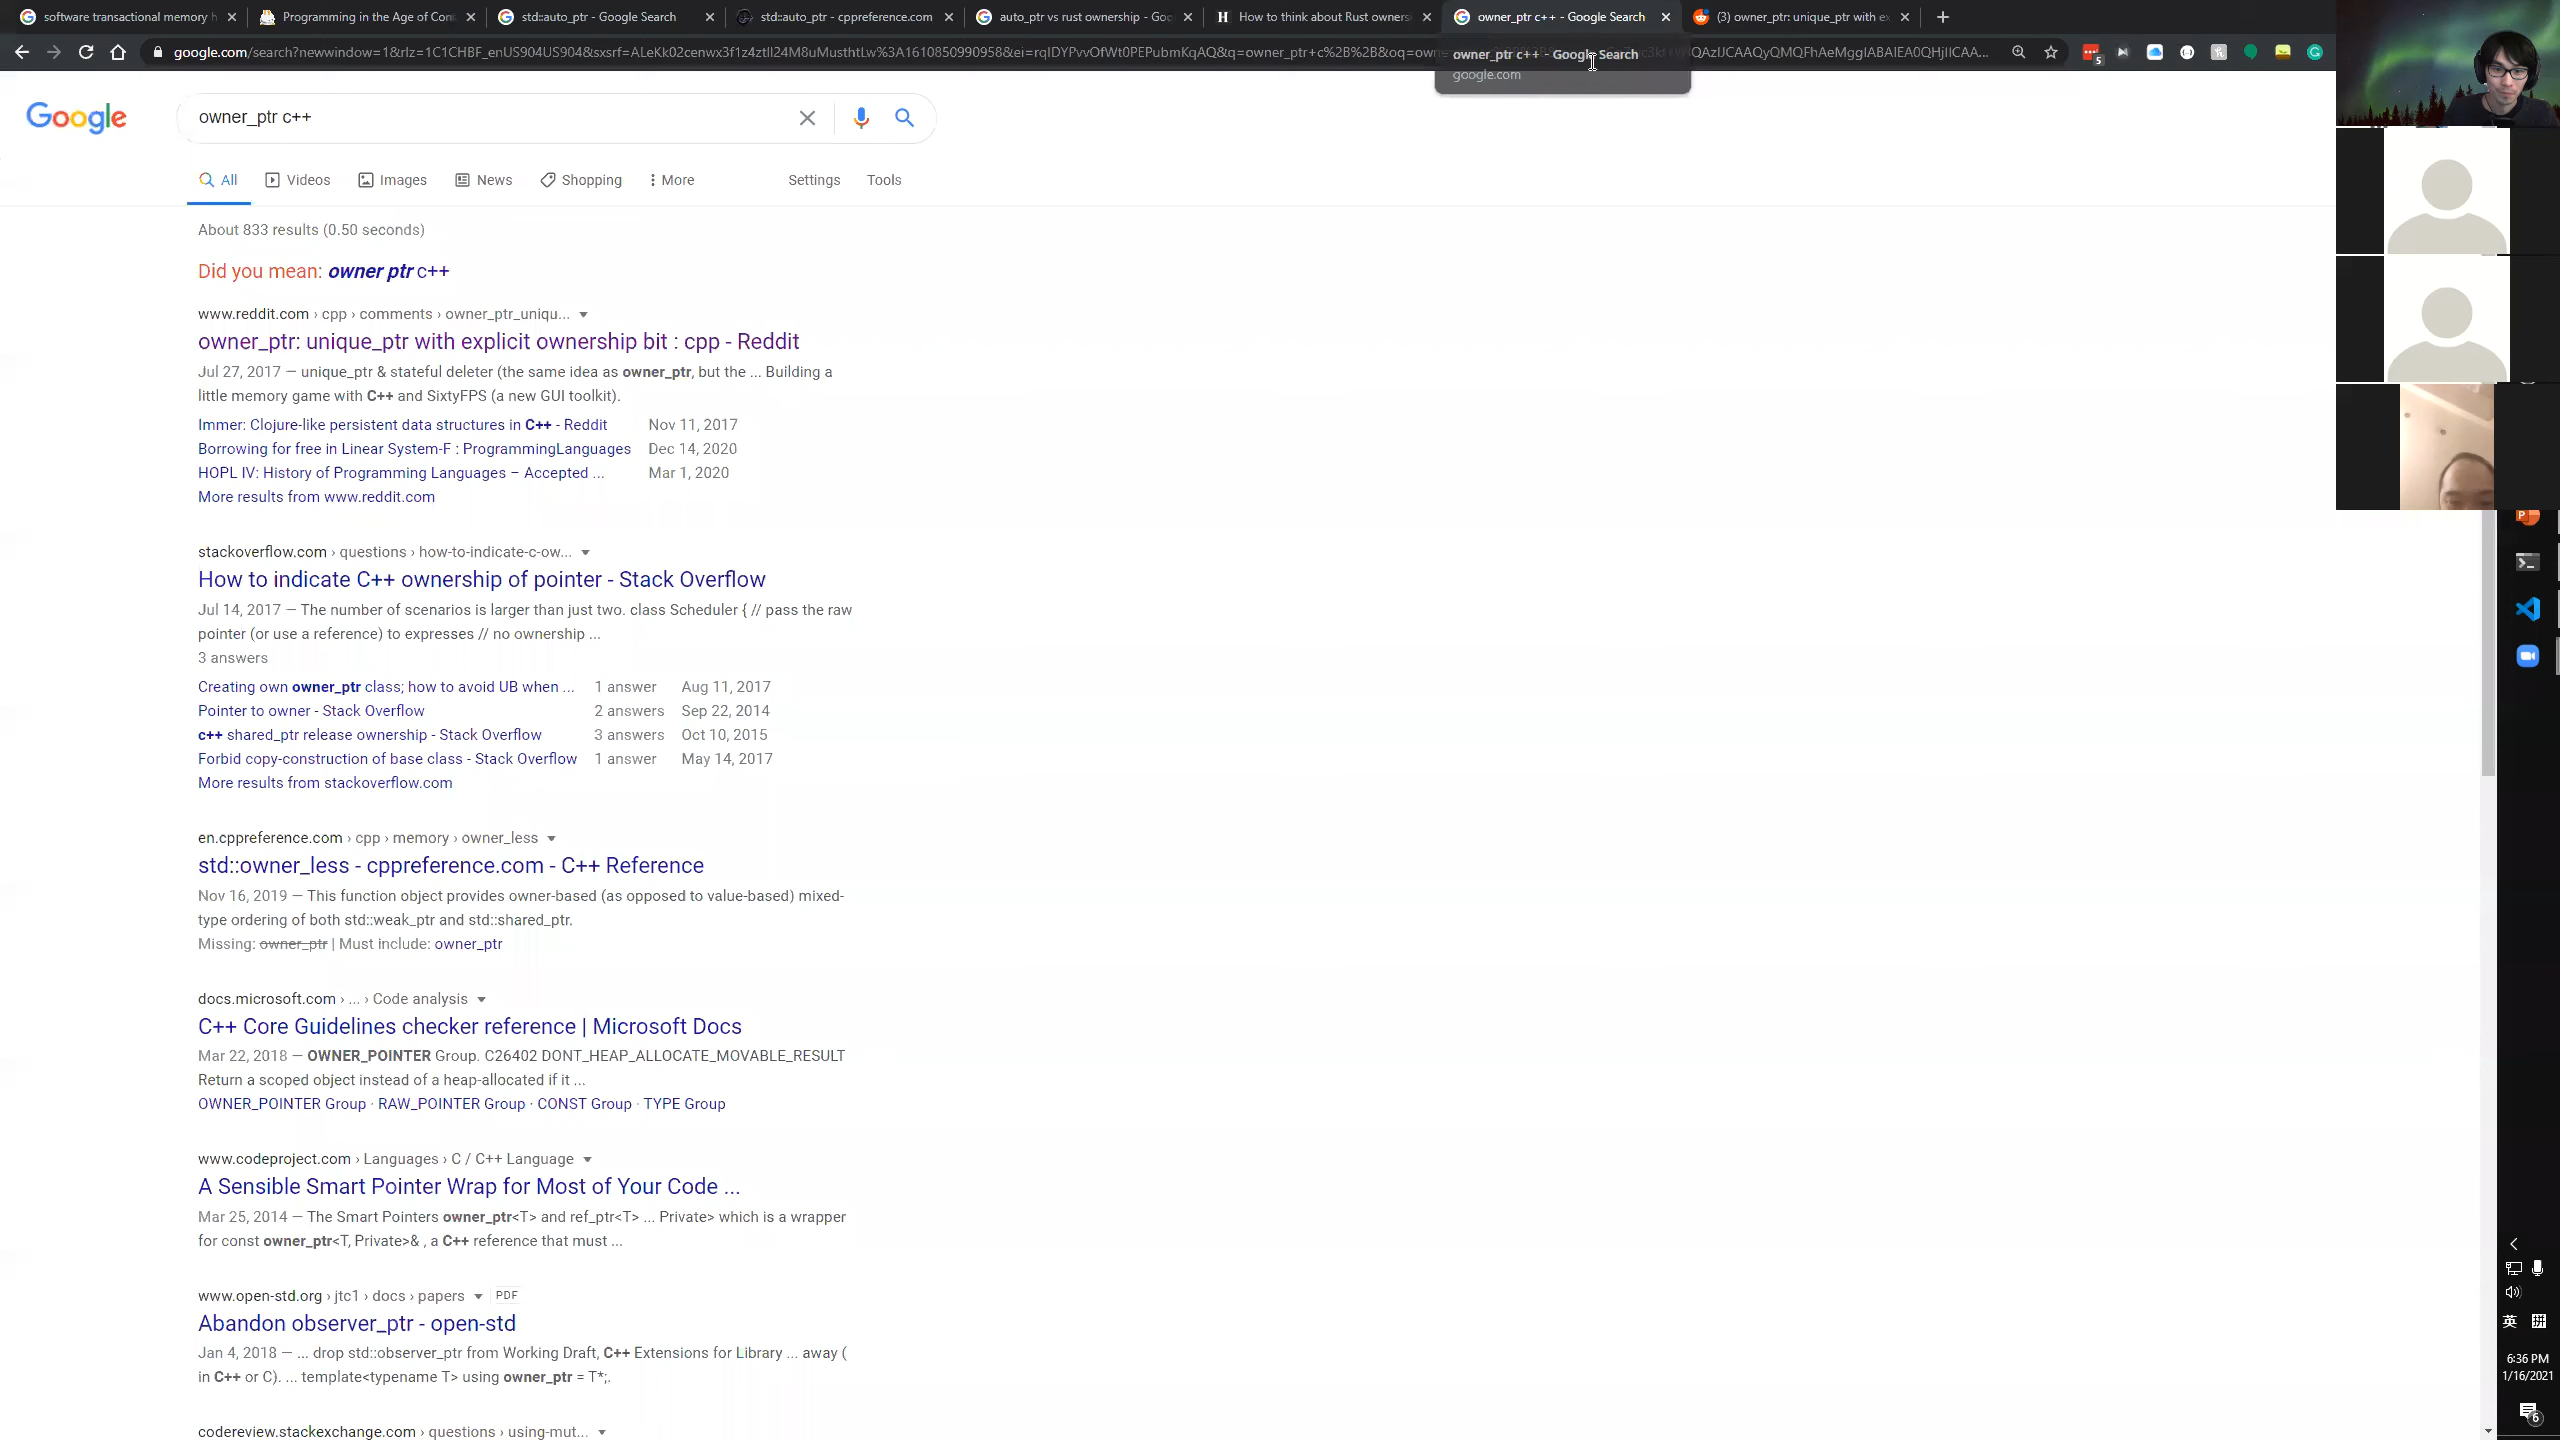 software transactional memory h
Programming in the Age of Con
std::auto_ptr - Google Search
std::auto_ptr - cppreference.com
auto_ptr vs rust ownership - Goo
How to think about Rust owners
owner_ptr c++ - Google Search
(3) owner_ptr: unique_ptr with ex
owner_ptr c++ - Google Search
google.com
Google
owner_ptr c++
All
Videos
Images
News
Shopping
More
Settings
Tools
About 833 results (0.50 seconds)
Did you mean: owner ptr c++
www.reddit.com › cpp › comments › owner_ptr_uniqu...
owner_ptr: unique_ptr with explicit ownership bit : cpp - Reddit
Jul 27, 2017 — unique_ptr & stateful deleter (the same idea as owner_ptr, but the ... Building a
little memory game with C++ and SixtyFPS (a new GUI toolkit).
Immer: Clojure-like persistent data structures in C++ - Reddit Nov 11, 2017
Borrowing for free in Linear System-F : ProgrammingLanguages Dec 14, 2020
HOPL IV: History of Programming Languages – Accepted ... Mar 1, 2020
More results from www.reddit.com
stackoverflow.com › questions › how-to-indicate-c-ow...
How to indicate C++ ownership of pointer - Stack Overflow
Jul 14, 2017 — The number of scenarios is larger than just two. class Scheduler { // pass the raw
pointer (or use a reference) to expresses // no ownership ...
3 answers
Creating own owner_ptr class; how to avoid UB when ... 1 answer Aug 11, 2017
Pointer to owner - Stack Overflow 2 answers Sep 22, 2014
c++ shared_ptr release ownership - Stack Overflow 3 answers Oct 10, 2015
Forbid copy-construction of base class - Stack Overflow 1 answer May 14, 2017
More results from stackoverflow.com
en.cppreference.com › cpp › memory › owner_less
std::owner_less - cppreference.com - C++ Reference
Nov 16, 2019 — This function object provides owner-based (as opposed to value-based) mixed-
type ordering of both std::weak_ptr and std::shared_ptr.
Missing: owner_ptr | Must include: owner_ptr
docs.microsoft.com › ... › Code analysis
C++ Core Guidelines checker reference | Microsoft Docs
Mar 22, 2018 — OWNER_POINTER Group. C26402 DONT_HEAP_ALLOCATE_MOVABLE_RESULT
Return a scoped object instead of a heap-allocated if it ...
OWNER_POINTER Group · RAW_POINTER Group · CONST Group · TYPE Group
www.codeproject.com › Languages › C / C++ Language
A Sensible Smart Pointer Wrap for Most of Your Code ...
Mar 25, 2014 — The Smart Pointers owner_ptr<T> and ref_ptr<T> ... Private> which is a wrapper
for const owner_ptr<T, Private>& , a C++ reference that must ...
www.open-std.org › jtc1 › docs › papers PDF
Abandon observer_ptr - open-std
Jan 4, 2018 — ... drop std::observer_ptr from Working Draft, C++ Extensions for Library ... away (
in C++ or C). ... template<typename T> using owner_ptr = T*;.
codereview.stackexchange.com › questions › using-mut...
英
6:36 PM
1/16/2021
6